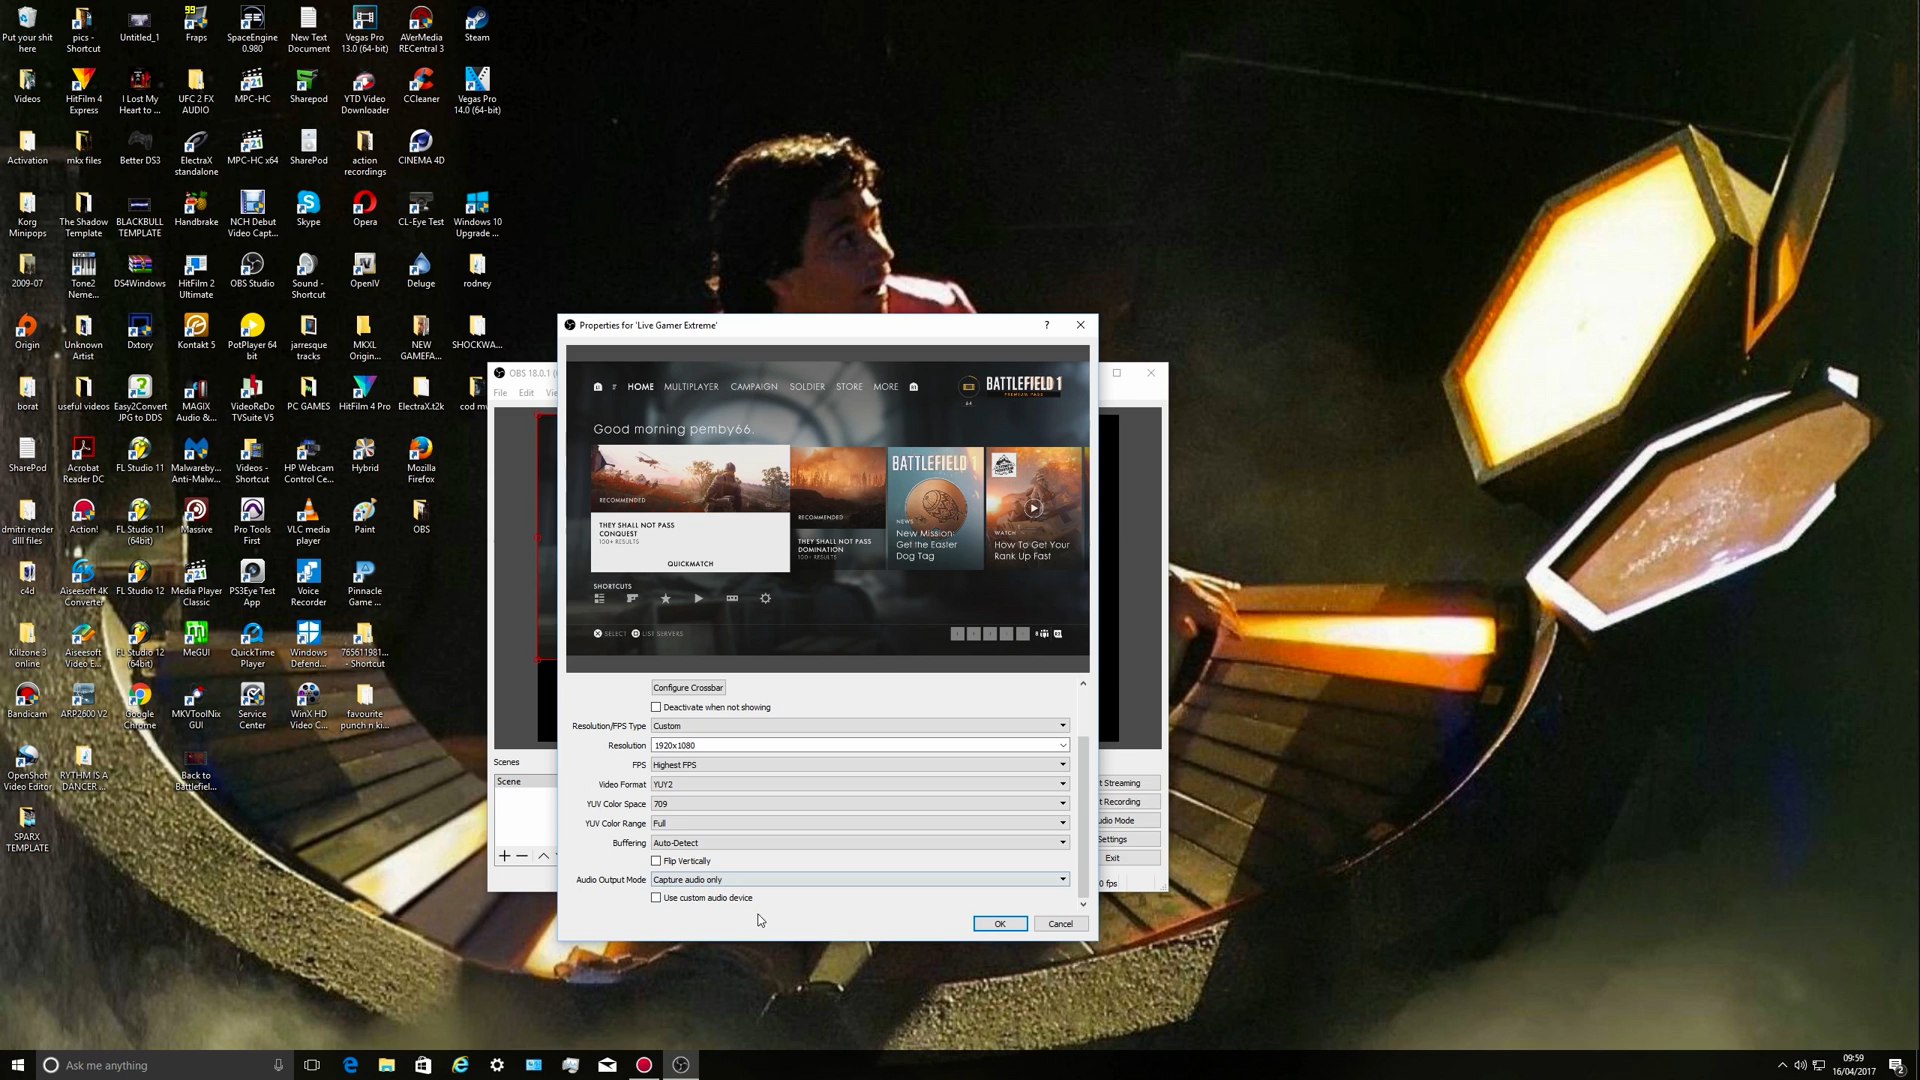 Put your shit here
pics - Shortcut
Untitled_1
99
Fraps
SpaceEngine 0.980
New Text Document
Vegas Pro 13.0 (64-bit)
AVerMedia RECentral 3
Steam
Videos
HitFilm 4 Express
I Lost My Heart to ...
UFC 2 FX AUDIO
MPC-HC
Sharepod
YTD Video Downloader
CCleaner
Vegas Pro 14.0 (64-bit)
Activation
mkx files
Better DS3
ElectraX standalone
MPC-HC x64
SharePod
action recordings
CINEMA 4D
Korg Minipops
The Shadow Template
BLACKBULL TEMPLATE
Handbrake
NCH Debut Video Capt...
Skype
Opera
CL-Eye Test
Windows 10 Upgrade ...
2009-07
Tone2 Neme...
DS4Windows
HitFilm 2 Ultimate
OBS Studio
Sound - Shortcut
OpenIV
Deluge
rodney
Origin
Unknown Artist
Dxtory
Kontakt 5
PotPlayer 64 bit
jarresque tracks
MKXL Origin...
NEW GAMEFA...
SHOCKWA...
borat
useful videos
Easy2Convert JPG to DDS
MAGIX Audio &...
VideoReDo TVSuite V5
PC GAMES
HitFilm 4 Pro
ElectraX.t2k
cod mu
SharePod
Acrobat Reader DC
FL Studio 11
Malwareby... Anti-Malw...
Videos - Shortcut
HP Webcam Control Ce...
Hybrid
Mozilla Firefox
dmitri render dlll files
Action!
FL Studio 11 (64bit)
Massive
Pro Tools First
VLC media player
Paint
OBS
c4d
Aiseesoft 4K Converter
FL Studio 12
Media Player Classic
PS3Eye Test App
Voice Recorder
Pinnacle Game ...
Killzone 3 online
Aiseesoft Video E...
FL Studio 12 (64bit)
MeGUI
QuickTime Player
Windows Defend...
765611981... - Shortcut
Bandicam
ARP2600 V2
Google Chrome
MKVToolNix GUI
Service Center
WinX HD Video C...
favourite punch n ki...
OpenShot Video Editor
RYTHM IS A DANCER ...
Back to Battlefiel...
SPARX TEMPLATE
OBS 18.0.1 (
File Edit Vie
Scenes
Scene
t Streaming
t Recording
udio Mode
Settings
Exit
0 fps
Properties for 'Live Gamer Extreme'
HOME MULTIPLAYER CAMPAIGN SOLDIER STORE MORE
BATTLEFIELD 1
PREMIUM PASS
Good morning pemby66.
RECOMMENDED
THEY SHALL NOT PASS
CONQUEST
100+ RESULTS
QUICKMATCH
RECOMMENDED
THEY SHALL NOT PASS
DOMINATION
100+ RESULTS
BATTLEFIELD 1
NEWS
New Mission:
Get the Easter
Dog Tag
WATCH
How To Get Your
Rank Up Fast
SHORTCUTS
SELECT LIST SERVERS
Configure Crossbar
Deactivate when not showing
Resolution/FPS Type Custom
Resolution 1920x1080
FPS Highest FPS
Video Format YUY2
YUV Color Space 709
YUV Color Range Full
Buffering Auto-Detect
Flip Vertically
Audio Output Mode Capture audio only
Use custom audio device
OK Cancel
Ask me anything
09:59
16/04/2017
2